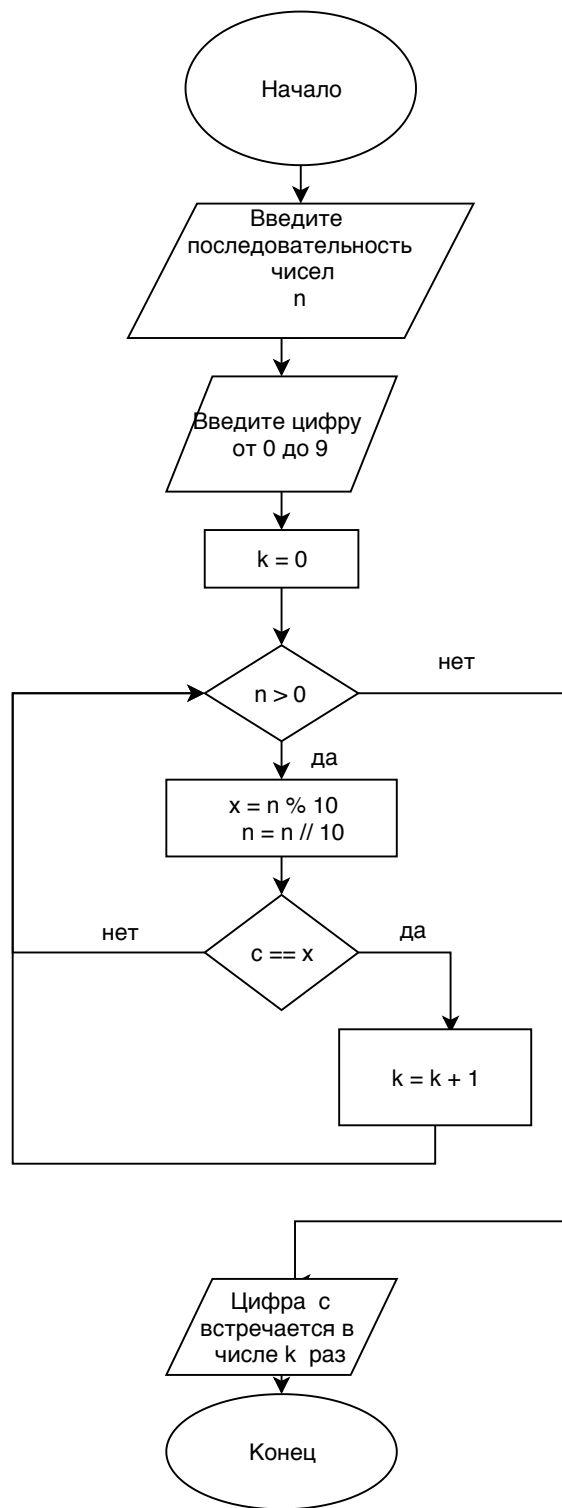 Начало
Введите
последовательность
чисел
n
Введите цифру
от 0 до 9
k = 0
n > 0
нет
да
x = n % 10
n = n // 10
нет
c == x
да
k = k + 1
Цифра с
встречается в
числе k раз
Конец